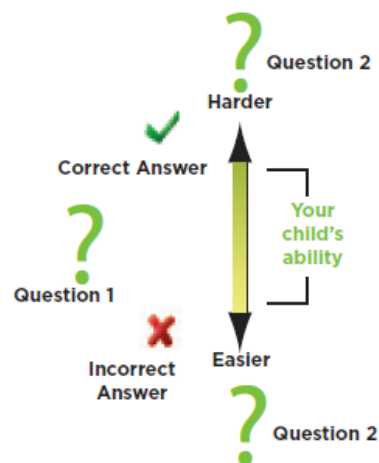 ?
Question 2
Harder
Correct Answer
Your
child's
ability
?
Question 1
Incorrect
Answer
Easier
?
Question 2